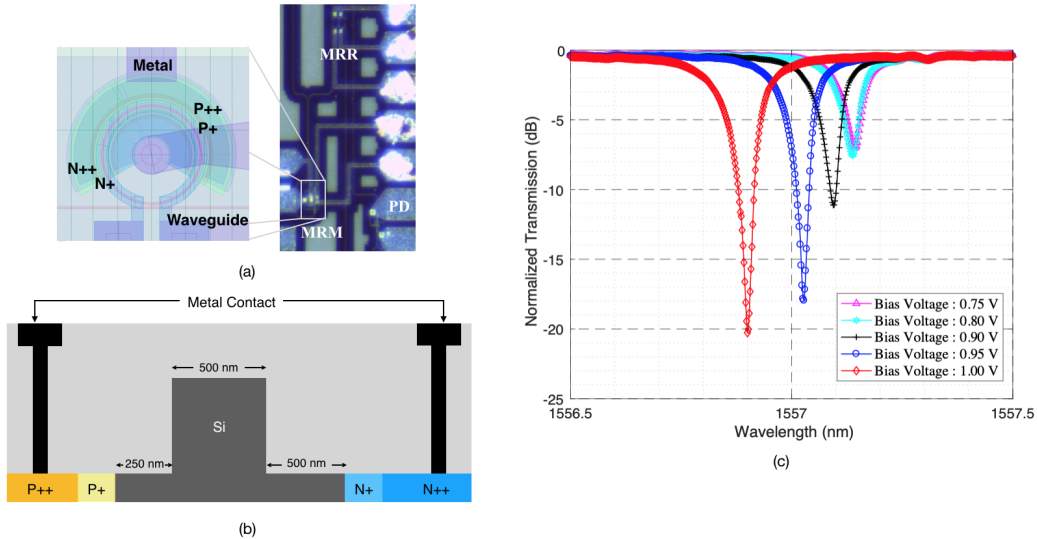 Metal
P++
P+
N++
N+
Waveguide
MRR
PD
MRM
(a)
Metal Contact
500 nm
Si
250 nm
500 nm
P++
P+
N+
N++
(b)
Normalized Transmission (dB)
0
-5
-10
-15
-20
-25
Bias Voltage : 0.75 V
Bias Voltage : 0.80 V
Bias Voltage : 0.90 V
Bias Voltage : 0.95 V
Bias Voltage : 1.00 V
1556.5
1557
1557.5
Wavelength (nm)
(c)